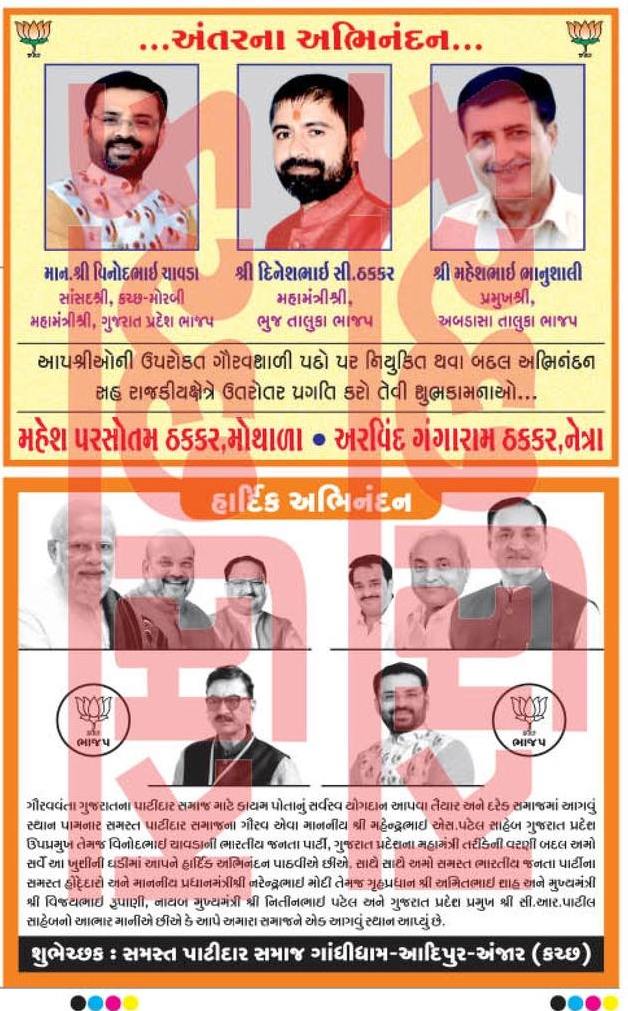 ...અંતરના અભિનંદન...
માન.શ્રી વિનોદભાઇ ચાવડા
સાંસદશ્રી, કચ્છ-મોરબી
મહામંત્રીશ્રી, ગુજરાત પ્રદેશ ભાજપ
શ્રી દિનેશભાઇ સી.ઠક્કર
મહામંત્રીશ્રી,
ભુજ તાલુકા ભાજપ
શ્રી મહેશભાઇ ભાનુશાલી
પ્રમુખશ્રી,
અબડાસા તાલુકા ભાજપ
આપશ્રીઓની ઉપરોક્ત ગૌરવશાળી પદો પર નિયુક્તિ થવા બદલ અભિનંદન
સહ રાજકીયક્ષેત્રે ઉતરોતર પ્રગતિ કરો તેવી શુભકામનાઓ...
મહેશ પરસોતમ ઠક્કર,મોથાળા • અરવિંદ ગંગારામ ઠક્કર,નેત્રા
હાર્દિક અભિનંદન
ભાજપ
ભાજપ
ગૌરવવંતા ગુજરાતના પાટીદાર સમાજ માટે કાયમ પોતાનું સર્વસ્વ યોગદાન આપવા તૈયાર અને દરેક સમાજમાં આગવું
સ્થાન પામનાર સમસ્ત પાટીદાર સમાજના ગૌરવ એવા માનનીય શ્રી મહેન્દ્રભાઇ એસ.પટેલ સાહેબ ગુજરાત પ્રદેશ
ઉપપ્રમુખ તેમજ વિનોદભાઇ ચાવડાની ભારતીય જનતા પાર્ટી, ગુજરાત પ્રદેશના મહામંત્રી તરીકેની વરણી બદલ અમો
સર્વે આ ખુશીની ઘડીમાં આપને હાર્દિક અભિનંદન પાઠવીએ છીએ. સાથે સાથે અમો સમસ્ત ભારતીય જનતા પાર્ટીના
સમસ્ત હોદ્દેદારો અને માનનીય પ્રધાનમંત્રીશ્રી નરેન્દ્રભાઇ મોદી તેમજ ગૃહપ્રધાન શ્રી અમિતભાઇ શાહ અને મુખ્યમંત્રી
શ્રી વિજયભાઇ રૂપાણી, નાયબ મુખ્યમંત્રી શ્રી નિતીનભાઇ પટેલ અને ગુજરાત પ્રદેશ પ્રમુખ શ્રી સી.આર.પાટીલ
સાહેબનો આભાર માનીએ છીએ કે આપે અમારા સમાજને એક આગવું સ્થાન આપ્યું છે.
શુભેચ્છક : સમસ્ત પાટીદાર સમાજ ગાંધીધામ-આદિપુર-અંજાર (કચ્છ)